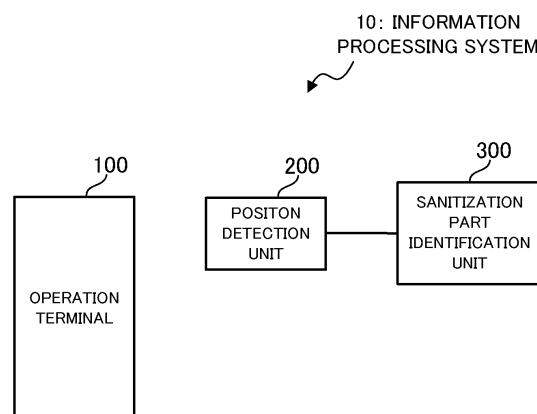 10: INFORMATION
PROCESSING SYSTEM
100
200
300
OPERATION
TERMINAL
POSITON
DETECTION
UNIT
SANITIZATION
PART
IDENTIFICATION
UNIT